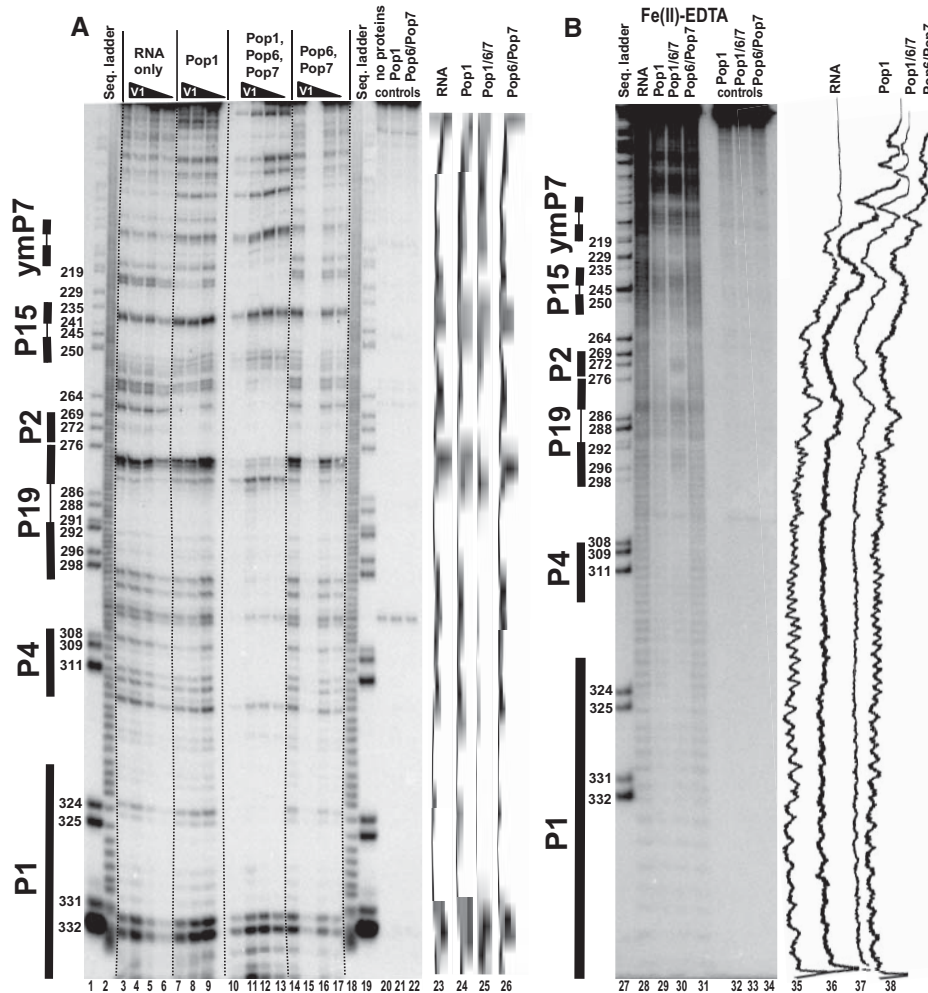 A
Seq. ladder
RNA only
V1
Pop1
V1
Pop1, Pop6, Pop7
V1
Pop6, Pop7
V1
Seq. ladder
no proteins
Pop1
Pop6/Pop7
controls
RNA
Pop1
Pop1/6/7
Pop6/Pop7
ymP7
P15
P2
P19
P4
P1
219
229
235
241
245
250
264
269
272
276
286
288
291
292
296
298
308
309
311
324
325
331
332
1 2 3 4 5 6 7 8 9 10 11 12 13 14 15 16 17 18 19 20 21 22 23 24 25 26
B
Fe(II)-EDTA
Seq. ladder
RNA
Pop1
Pop1/6/7
Pop6/Pop7
Pop1
Pop1/6/7
Pop6/Pop7
controls
RNA
Pop1
Pop1/6/7
Pop6/Pop7
ymP7
P15
P2
P19
P4
P1
219
229
235
245
250
264
269
272
276
286
288
292
296
298
308
309
311
324
325
331
332
27 28 29 30 31 32 33 34 35 36 37 38